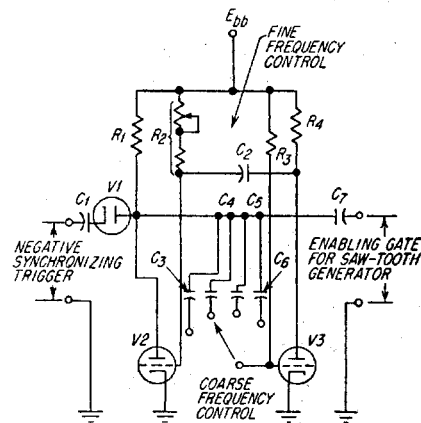 E_bb
FINE
FREQUENCY
CONTROL
R1
R2
R3
R4
C2
V1
C1
C4
C5
C7
NEGATIVE
SYNCHRONIZING
TRIGGER
C3
C6
ENABLING GATE
FOR SAW-TOOTH
GENERATOR
V2
V3
COARSE
FREQUENCY
CONTROL